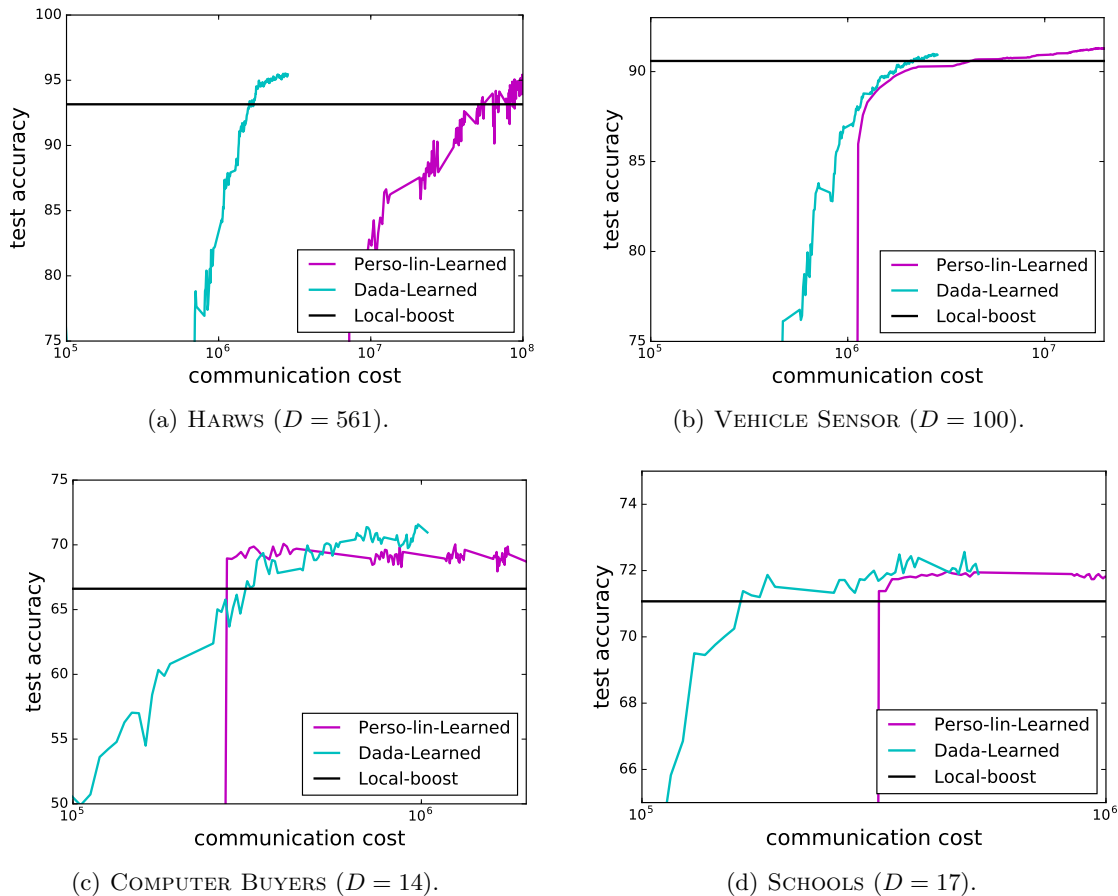 100
95
90
85
80
75
10^5
10^6
10^7
10^8
test accuracy
communication cost
Perso-lin-Learned
Dada-Learned
Local-boost
(a) HARWS (D = 561).
90
85
80
75
10^5
10^6
10^7
test accuracy
communication cost
Perso-lin-Learned
Dada-Learned
Local-boost
(b) VEHICLE SENSOR (D = 100).
75
70
65
60
55
50
10^5
10^6
test accuracy
communication cost
Perso-lin-Learned
Dada-Learned
Local-boost
(c) COMPUTER BUYERS (D = 14).
74
72
70
68
66
10^5
10^6
test accuracy
communication cost
Perso-lin-Learned
Dada-Learned
Local-boost
(d) SCHOOLS (D = 17).